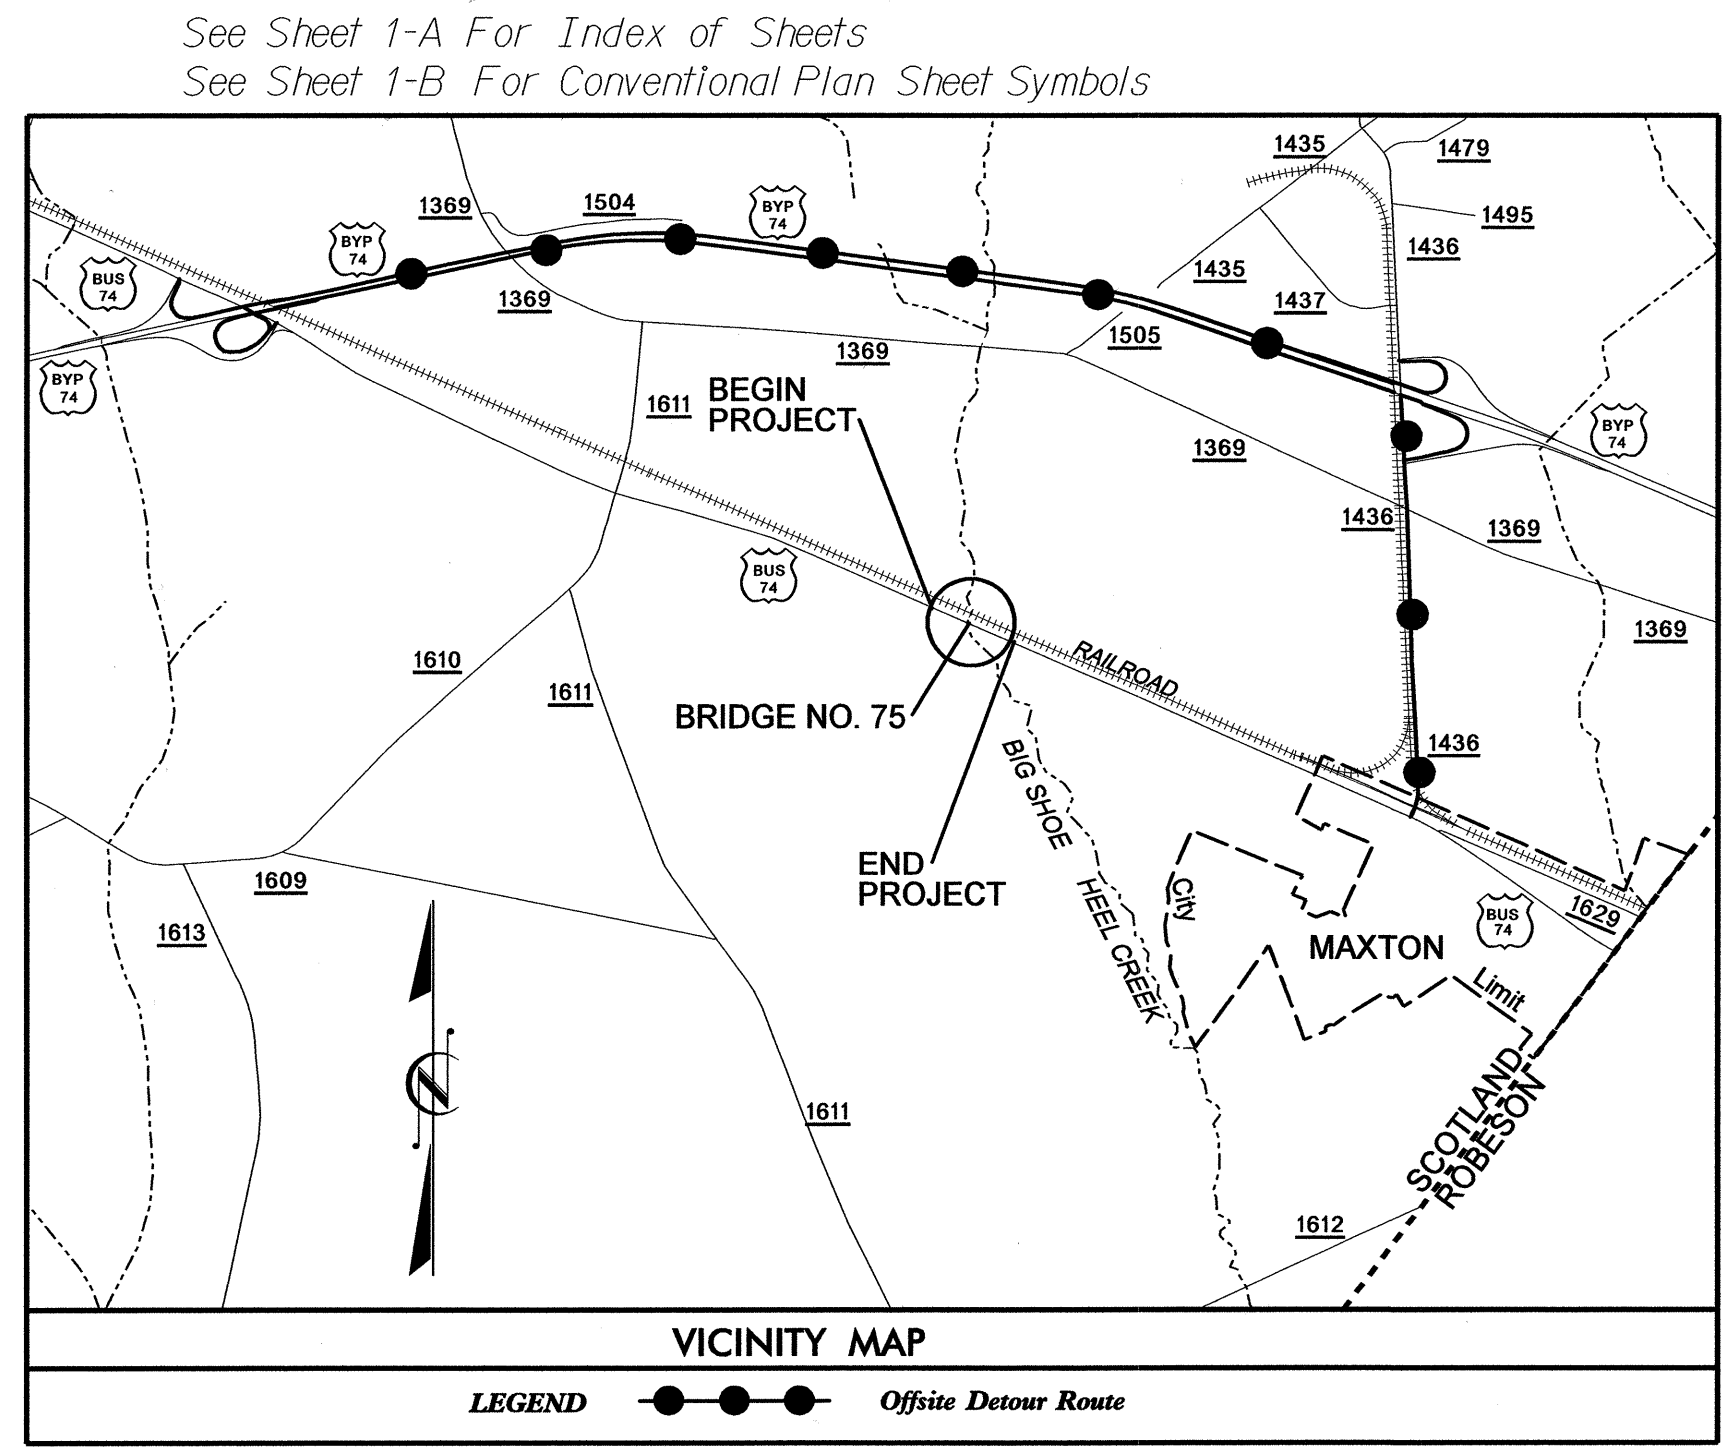 See Sheet 1-A For Index of Sheets
See Sheet 1-B For Conventional Plan Sheet Symbols
1435
1479
1369
1504
BYP
74
1495
BYP
74
1436
BUS
74
1435
1369
1437
1505
1369
BYP
74
BEGIN
PROJECT
1611
BYP
74
1369
1436
1369
BUS
74
1369
RAILROAD
1610
1611
BRIDGE NO. 75
1436
BIG SHOE
HEEL CREEK
END
PROJECT
1609
City
1629
BUS
74
1613
MAXTON
Limit
N
SCOTLAND
ROBESON
1611
1612
VICINITY MAP
LEGEND
Offsite Detour Route